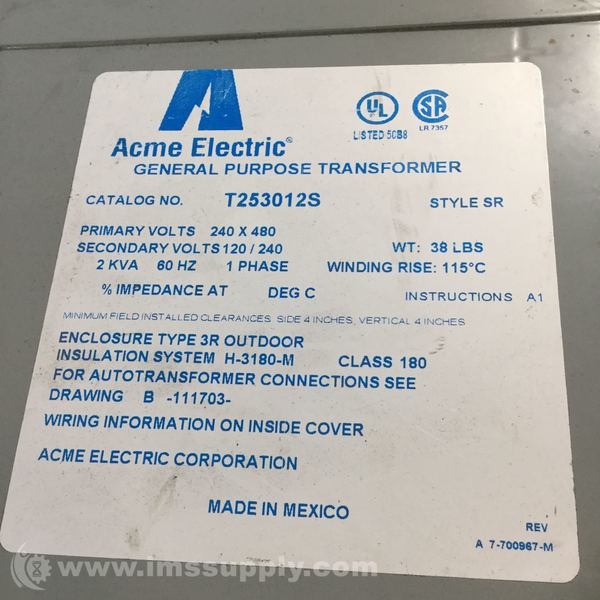 Acme Electric®
UL
LISTED 50B8
SA
LR 7357
GENERAL PURPOSE TRANSFORMER
CATALOG NO. T253012S STYLE SR
PRIMARY VOLTS 240 X 480
SECONDARY VOLTS 120 / 240 WT: 38 LBS
2 KVA 60 HZ 1 PHASE WINDING RISE: 115°C
% IMPEDANCE AT DEG C INSTRUCTIONS A1
MINIMUM FIELD INSTALLED CLEARANCES. SIDE 4 INCHES, VERTICAL 4 INCHES
ENCLOSURE TYPE 3R OUTDOOR
INSULATION SYSTEM H-3180-M CLASS 180
FOR AUTOTRANSFORMER CONNECTIONS SEE
DRAWING B -111703-
WIRING INFORMATION ON INSIDE COVER
ACME ELECTRIC CORPORATION
MADE IN MEXICO
REV
A 7-700967-M
© www.imssupply.com